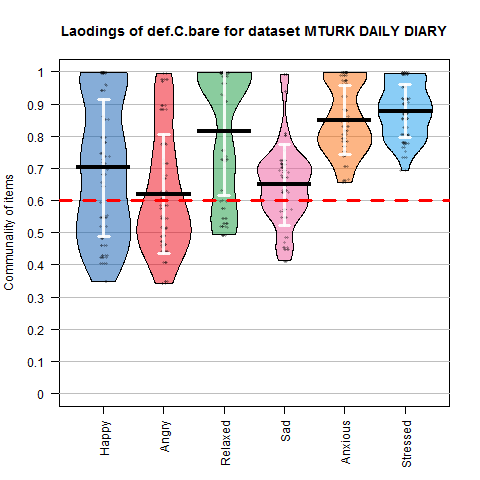 Laodings of def.C.bare for dataset MTURK DAILY DIARY
Communality of items
1
0.9
0.8
0.7
0.6
0.5
0.4
0.3
0.2
0.1
0
Happy
Angry
Relaxed
Sad
Anxious
Stressed